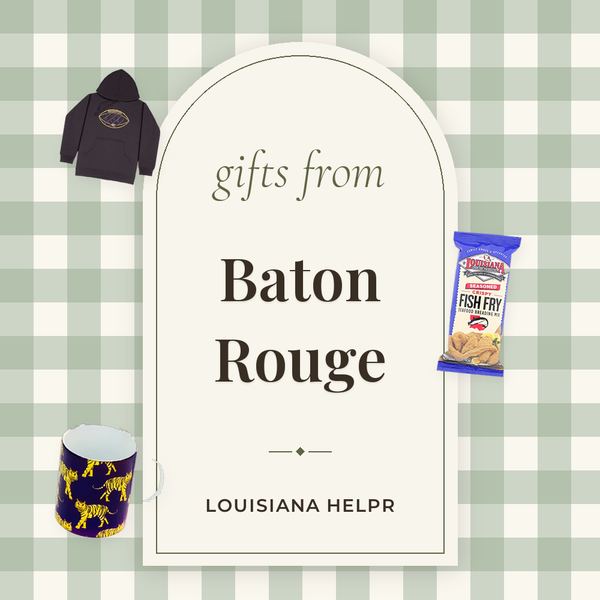 gifts from
Baton
Rouge
LOUISIANA HELPR
LOUISIANA
SEASONED
CRISPY
FISH FRY
SEAFOOD BREADING MIX